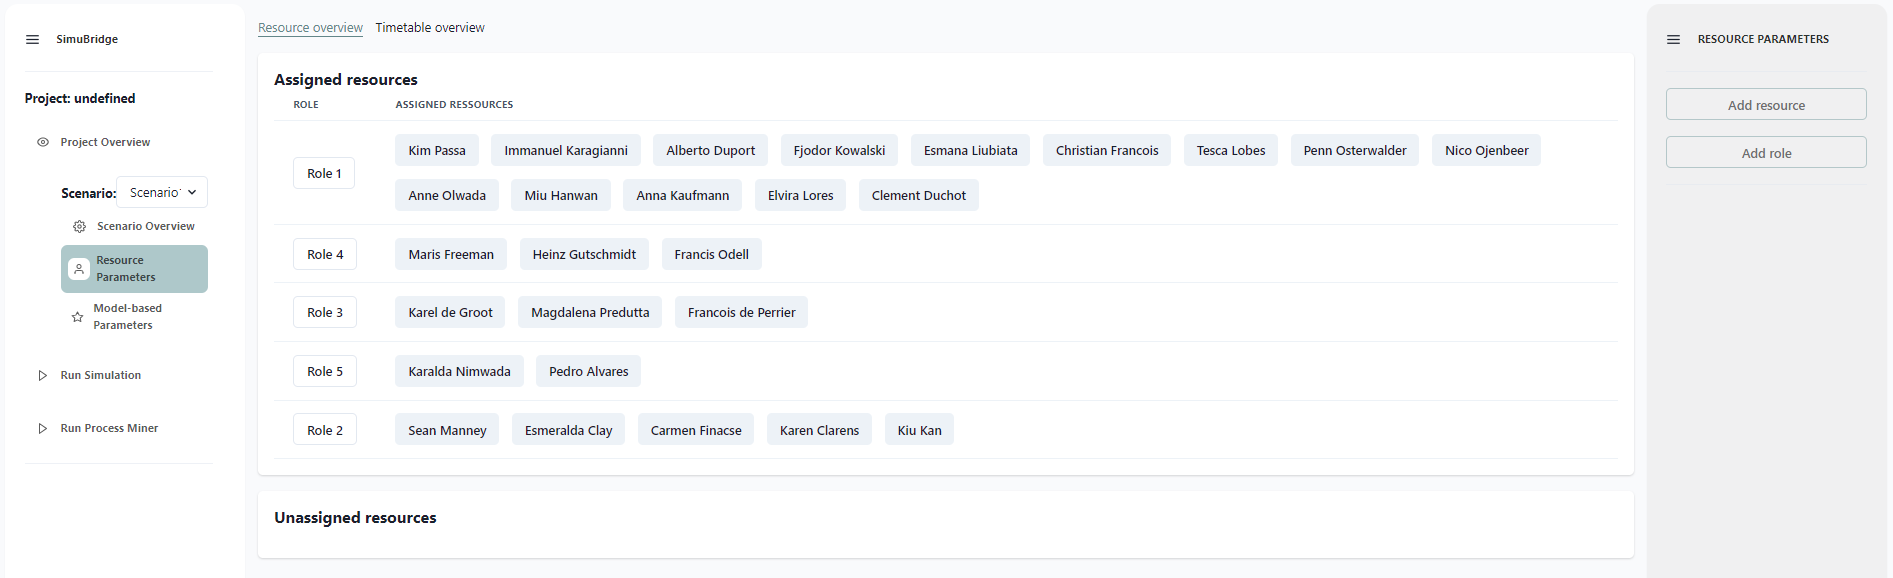 SimuBridge
Project: undefined
Project Overview
Scenario: Scenario
Scenario Overview
Resource
Parameters
Model-based
Parameters
Run Simulation
Run Process Miner
Resource overview Timetable overview
Assigned resources
ROLE ASSIGNED RESSOURCES
Role 1 Kim Passa Immanuel Karagianni Alberto Duport Fjodor Kowalski Esmana Liubiata Christian Francois Tesca Lobes Penn Osterwalder Nico Ojenbeer
Anne Olwada Miu Hanwan Anna Kaufmann Elvira Lores Clement Duchot
Role 4 Maris Freeman Heinz Gutschmidt Francis Odell
Role 3 Karel de Groot Magdalena Predutta Francois de Perrier
Role 5 Karalda Nimwada Pedro Alvares
Role 2 Sean Manney Esmeralda Clay Carmen Finacse Karen Clarens Kiu Kan
Unassigned resources
RESOURCE PARAMETERS
Add resource
Add role